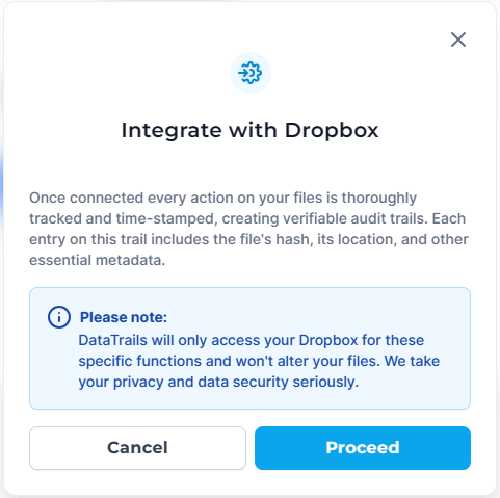 Integrate with Dropbox
Once connected every action on your files is thoroughly
tracked and time-stamped, creating verifiable audit trails. Each
entry on this trail includes the file's hash, its location, and other
essential metadata.
Please note:
DataTrails will only access your Dropbox for these
specific functions and won't alter your files. We take
your privacy and data security seriously.
Cancel
Proceed